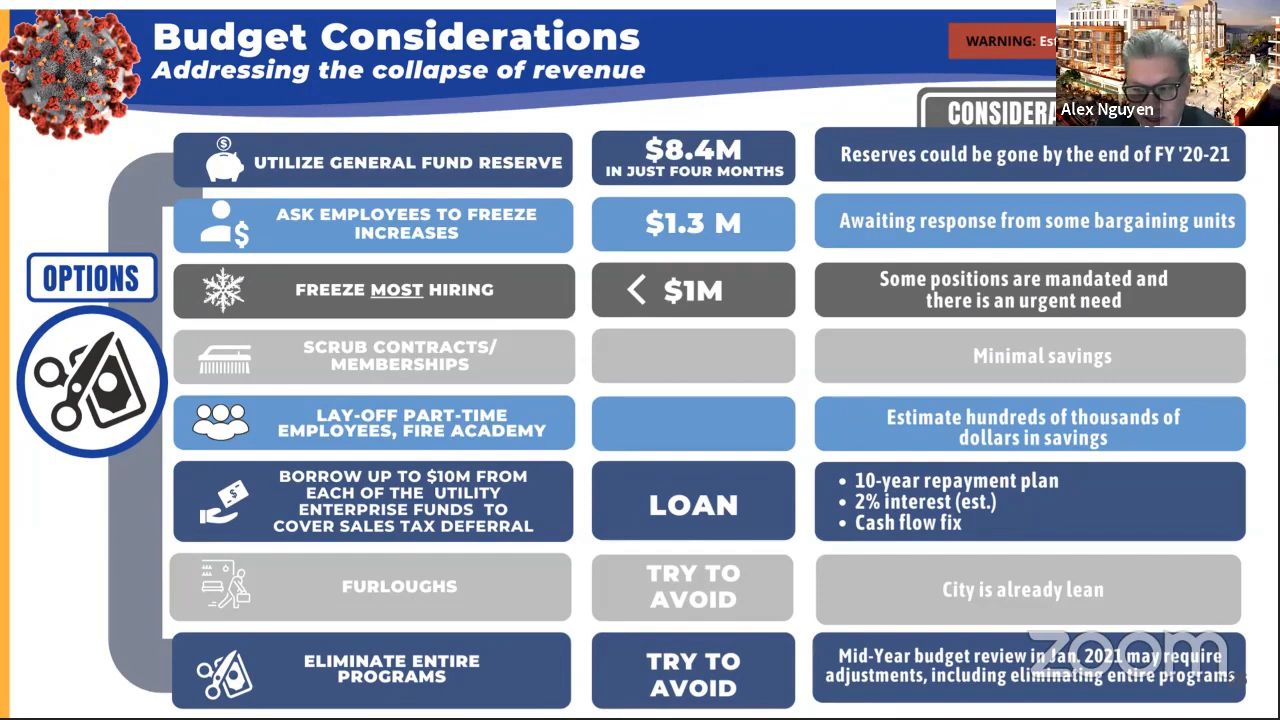 Budget Considerations
Addressing the collapse of revenue
WARNING: Es
Alex Nguyen
CONSIDERA
OPTIONS
UTILIZE GENERAL FUND RESERVE
$8.4M
IN JUST FOUR MONTHS
Reserves could be gone by the end of FY '20-21
ASK EMPLOYEES TO FREEZE
INCREASES
$1.3 M
Awaiting response from some bargaining units
FREEZE MOST HIRING
< $1M
Some positions are mandated and
there is an urgent need
SCRUB CONTRACTS/
MEMBERSHIPS
Minimal savings
LAY-OFF PART-TIME
EMPLOYEES, FIRE ACADEMY
Estimate hundreds of thousands of
dollars in savings
BORROW UP TO $10M FROM
EACH OF THE UTILITY
ENTERPRISE FUNDS TO
COVER SALES TAX DEFERRAL
LOAN
• 10-year repayment plan
• 2% interest (est.)
• Cash flow fix
FURLOUGHS
TRY TO
AVOID
City is already lean
ELIMINATE ENTIRE
PROGRAMS
TRY TO
AVOID
Mid-Year budget review in Jan. 2021 may require
adjustments, including eliminating entire programs
zoom